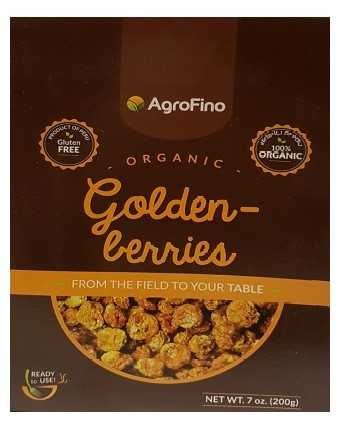 AgroFino
PRODUCT OF PERU
Gluten
FREE
100%
ORGANIC
ORGANIC
Golden-
berries
FROM THE FIELD TO YOUR TABLE
READY
to USE!
NET WT. 7 oz. (200g)